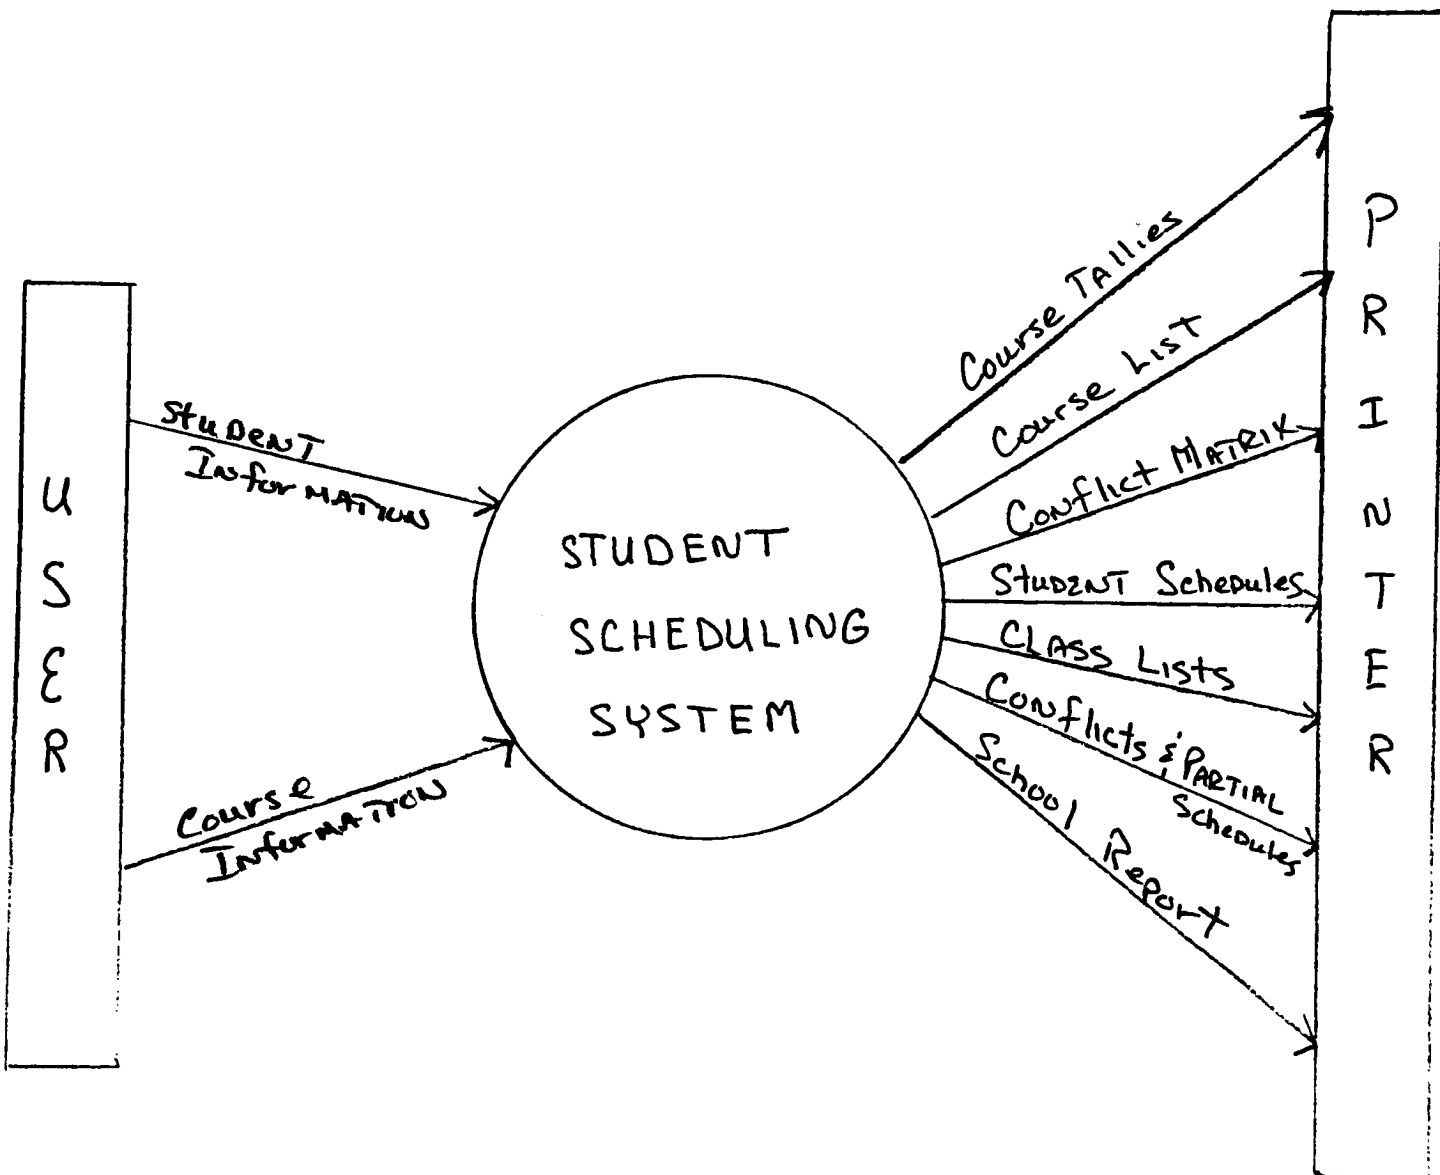 USER
STUDENT
INFORMATION
COURSE
INFORMATION
STUDENT
SCHEDULING
SYSTEM
COURSE TALLIES
COURSE LIST
CONFLICT MATRIX
STUDENT SCHEDULES
CLASS LISTS
CONFLICTS & PARTIAL
SCHEDULES
SCHOOL REPORT
PRINTER